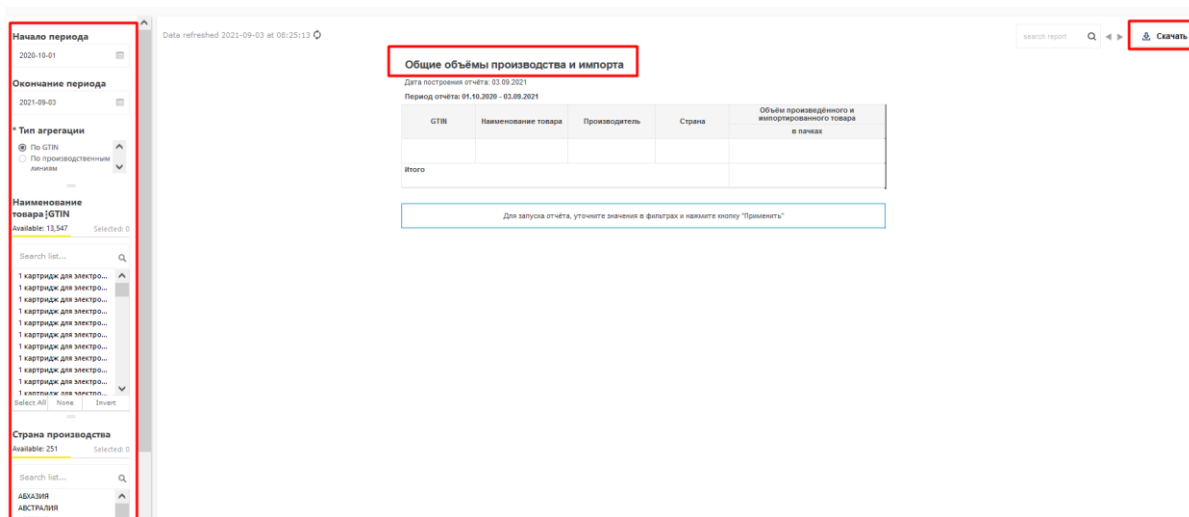 Начало периода
2020-10-01
Окончание периода
2021-09-03
* Тип агрегации
По GTIN
По производственным
линиям
Наименование
товара¦GTIN
Available: 13,547 Selected: 0
Search list...
1 картридж для электро...
1 картридж для электро...
1 картридж для электро...
1 картридж для электро...
1 картридж для электро...
1 картридж для электро...
1 картридж для электро...
1 картридж для электро...
1 картридж для электро...
1 картридж для электро...
1 картридж для электро...
Select All None Invert
Страна производства
Available: 251 Selected: 0
Search list...
АБХАЗИЯ
АВСТРАЛИЯ
Data refreshed 2021-09-03 at 08:25:13
search report
Скачать
Общие объёмы производства и импорта
Дата построения отчёта: 03.09.2021
Период отчёта: 01.10.2020 - 03.09.2021
GTIN Наименование товара Производитель Страна
Объём произведённого и
импортированного товара
в пачках
Итого
Для запуска отчёта, уточните значения в фильтрах и нажмите кнопку "Применить"